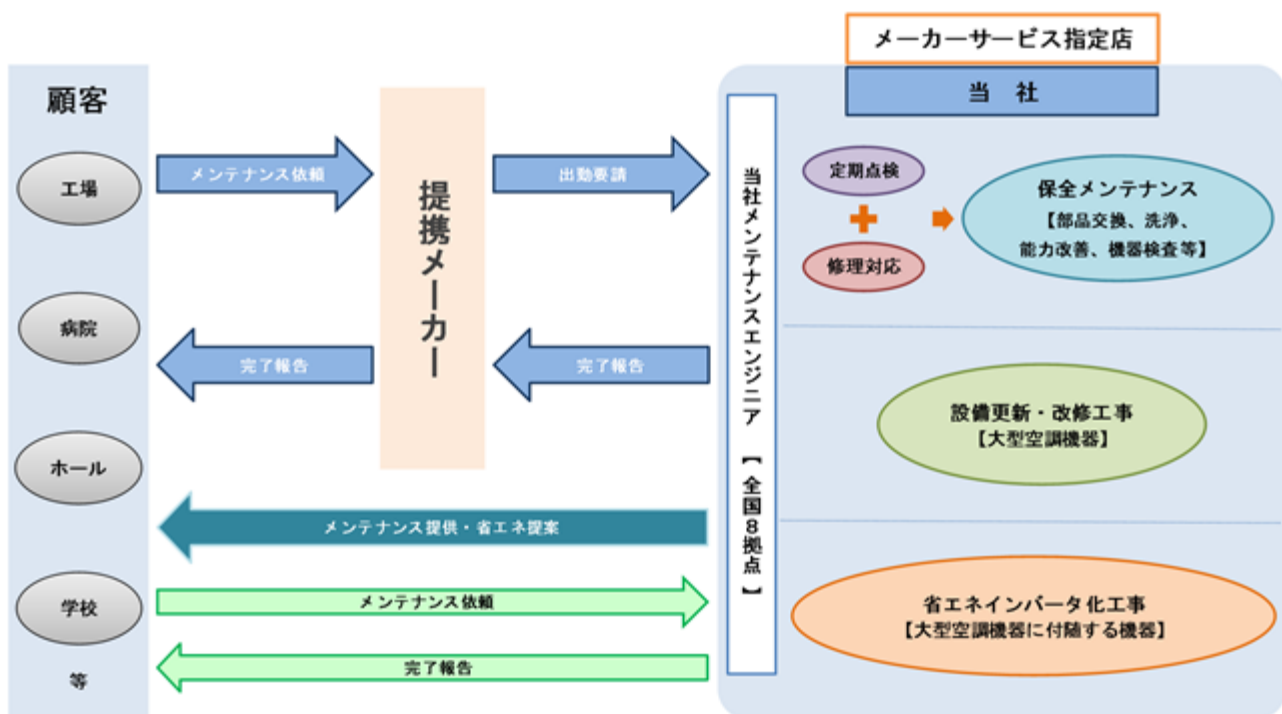 メーカーサービス指定店
当 社
顧客
工場
病院
ホール
学校
等
メンテナンス依頼
提携メーカー
出動要請
完了報告
完了報告
メンテナンス提供・省エネ提案
メンテナンス依頼
完了報告
当社メンテナンスエンジニア【全国8拠点】
定期点検
修理対応
保全メンテナンス
【部品交換、洗浄、
能力改善、機器検査等】
設備更新・改修工事
【大型空調機器】
省エネインバータ化工事
【大型空調機器に付随する機器】